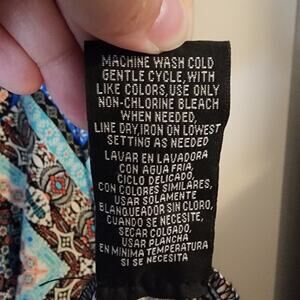 MACHINE WASH COLD
GENTLE CYCLE, WITH
LIKE COLORS, USE ONLY
NON-CHLORINE BLEACH
WHEN NEEDED,
LINE DRY, IRON ON LOWEST
SETTING AS NEEDED
LAVAR EN LAVADORA
CON AGUA FRIA,
CICLO DELICADO,
CON COLORES SIMILARES,
USAR SOLAMENTE
BLANQUEADOR SIN CLORO,
CUANDO SE NECESITE,
SECAR COLGADO,
USAR PLANCHA
EN MINIMA TEMPERATURA
SI SE NECESITA